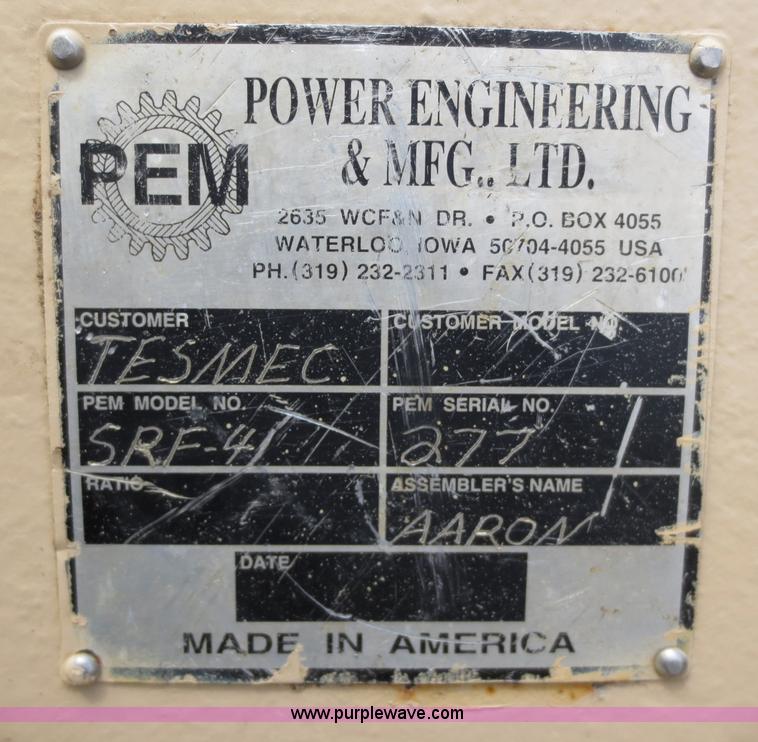 PEM
POWER ENGINEERING
& MFG., LTD.
2635 WCF&N DR. • P.O. BOX 4055
WATERLOO, IOWA 50704-4055 USA
PH.(319) 232-2311 • FAX(319) 232-6100
CUSTOMER
TESMEC
CUSTOMER MODEL NO.
PEM MODEL NO.
SRF-4
PEM SERIAL NO.
277
RATIO
ASSEMBLER'S NAME
AARON
DATE
MADE IN AMERICA
www.purplewave.com